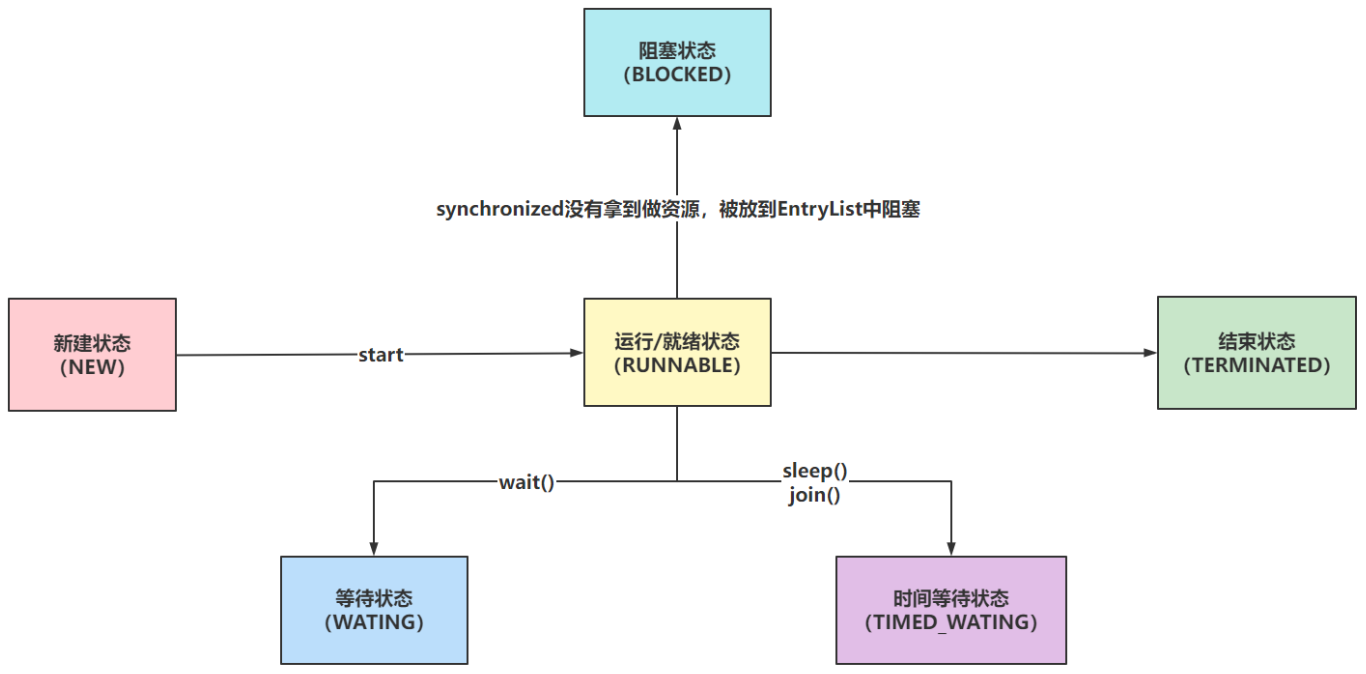 阻塞状态
（BLOCKED）
synchronized没有拿到做资源，被放到EntryList中阻塞
新建状态
（NEW）
start
运行/就绪状态
（RUNNABLE）
结束状态
（TERMINATED）
wait()
sleep()
join()
等待状态
（WATING）
时间等待状态
（TIMED_WATING）